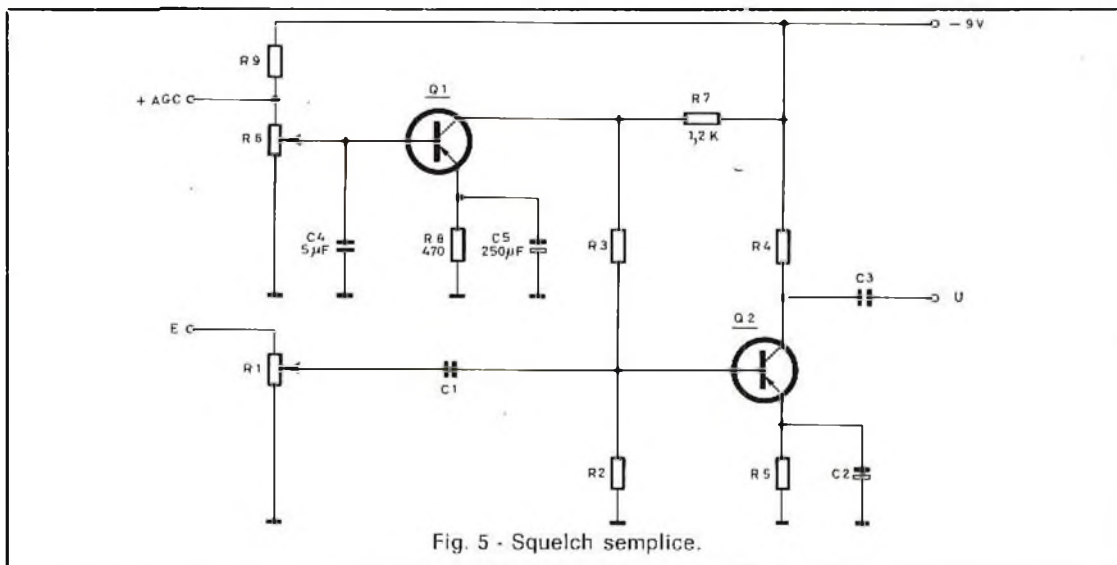 - 9V
R9
+ AGC
Q1
R7
1,2 K
R6
C4
5µF
R8
470
C5
250µF
R3
R4
C3
U
E
Q2
R1
C1
R2
R5
C2
Fig. 5 - Squelch semplice.